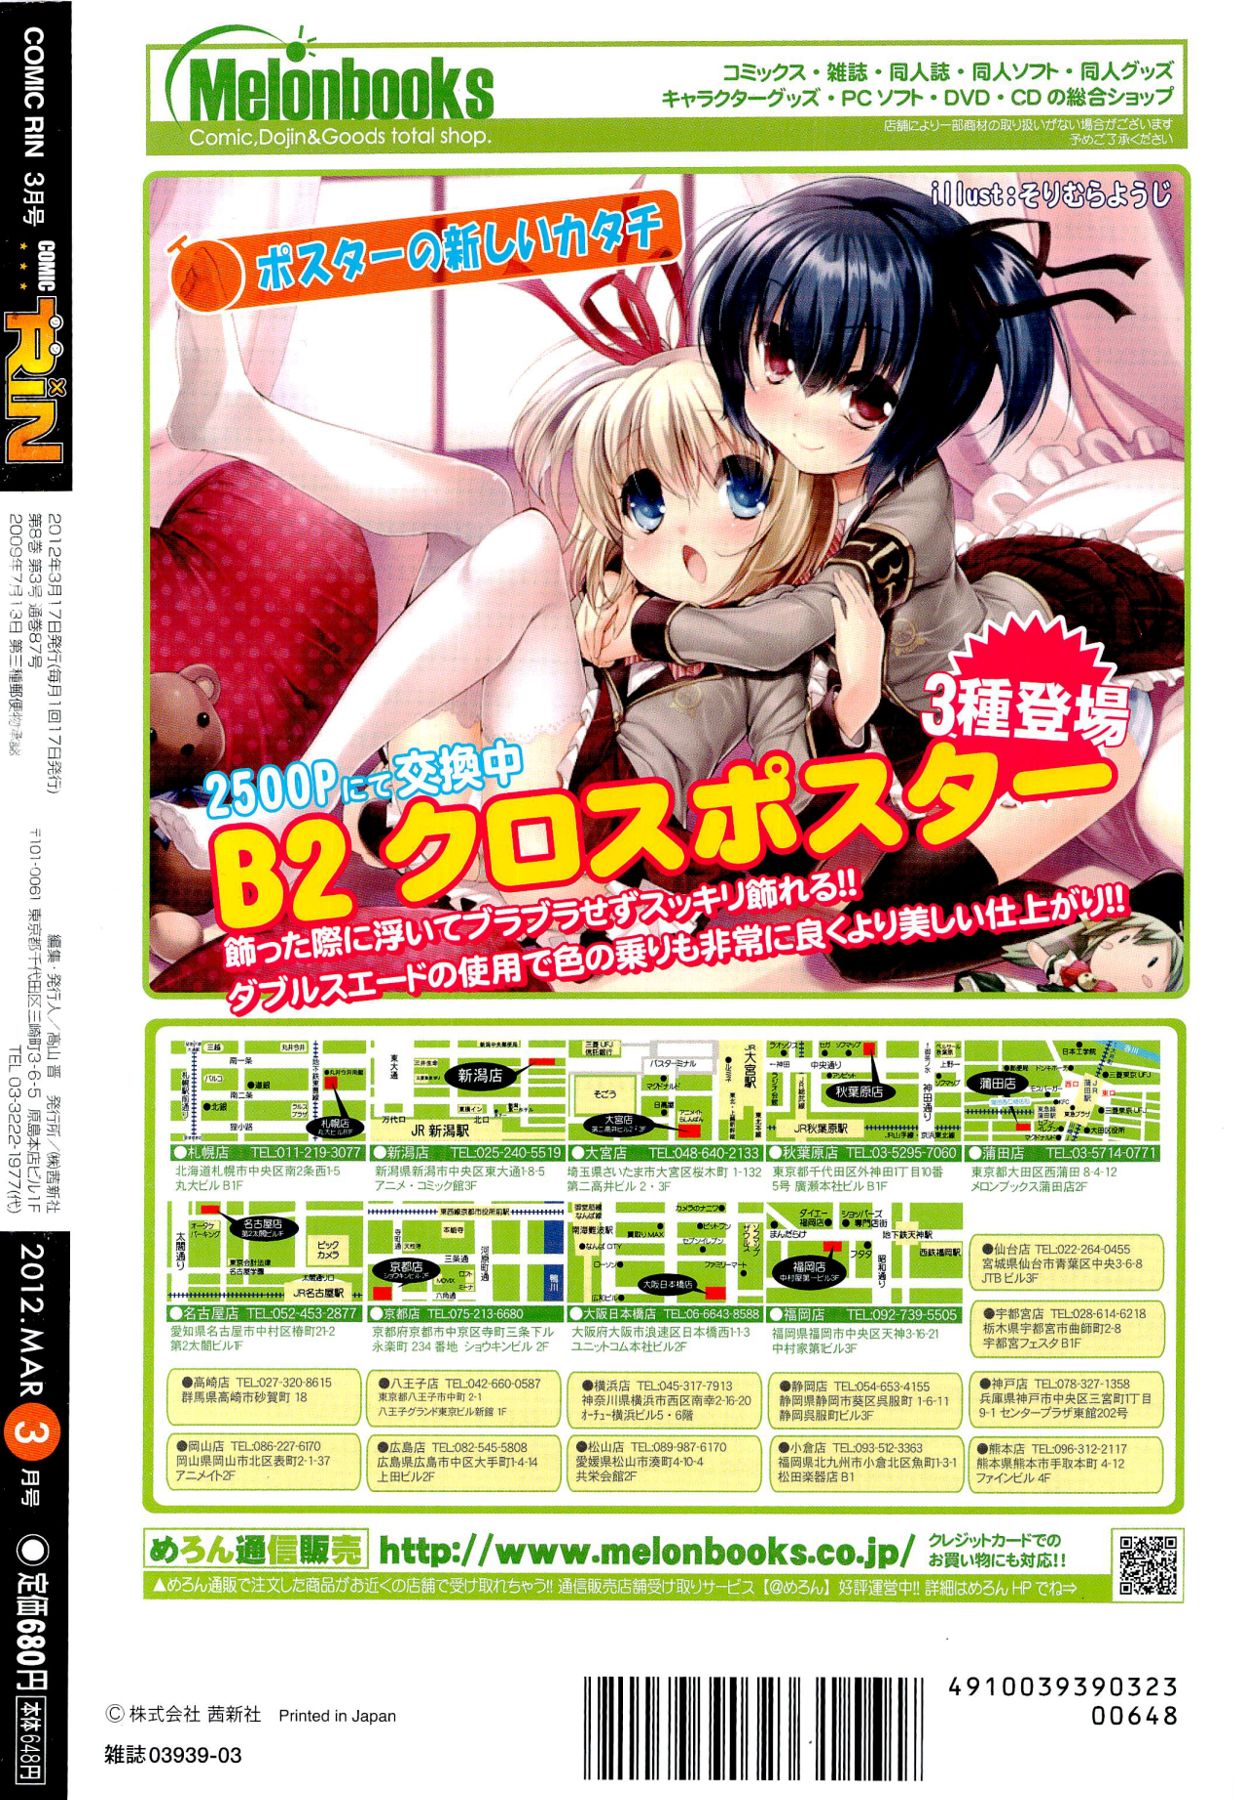 COMIC RIN 3月号
COMIC RiN
2012年3月17日発行(毎月1回17日発行)
第8巻 第3号 通巻87号
2009年7月13日 第三種郵便物承認
編集・発行人/高山 晋 発行所/(株)茜新社
〒101-0061 東京都千代田区三崎町3-6-5 原島本店ビル1F
TEL 03-3222-1977(代)
2012. MAR 3月号 ●定価680円 本体648円
Melonbooks
Comic,Dojin&Goods total shop.
コミックス・雑誌・同人誌・同人ソフト・同人グッズ
キャラクターグッズ・PCソフト・DVD・CDの総合ショップ
店舗により一部商材の取り扱いがない場合がございます
予めご了承ください
illust:そりむらようじ
ポスターの新しいカタチ
3種登場
2500Pにて交換中
B2 クロスポスター
飾った際に浮いてブラブラせずスッキリ飾れる!!
ダブルスエードの使用で色の乗りも非常に良くより美しい仕上がり!!
●札幌店 TEL:011-219-3077
北海道札幌市中央区南2条西1-5
丸大ビル B1F
●新潟店 TEL:025-240-5519
新潟県新潟市中央区東大通1-8-5
アニメ・コミック館3F
●大宮店 TEL:048-640-2133
埼玉県さいたま市大宮区桜木町 1-132
第二高井ビル 2・3F
●秋葉原店 TEL:03-5295-7060
東京都千代田区外神田1丁目10番
5号 廣瀬本社ビル B1F
●蒲田店 TEL:03-5714-0771
東京都大田区西蒲田 8-4-12
メロンブックス蒲田店2F
JR 新潟駅
JR大宮駅
JR秋葉原駅
●名古屋店 TEL:052-453-2877
愛知県名古屋市中村区椿町21-2
第2太閤ビル1F
●京都店 TEL:075-213-6680
京都府京都市中京区寺町三条下ル
永楽町 234 番地 ショウキンビル 2F
●大阪日本橋店 TEL:06-6643-8588
大阪府大阪市浪速区日本橋西1-1-3
ユニットコム本社ビル2F
●福岡店 TEL:092-739-5505
福岡県福岡市中央区天神3-16-21
中村家第1ビル3F
JR名古屋駅
●仙台店 TEL:022-264-0455
宮城県仙台市青葉区中央3-6-8
JTBビル3F
●宇都宮店 TEL:028-614-6218
栃木県宇都宮市曲師町2-8
宇都宮フェスタ B1F
●高崎店 TEL:027-320-8615
群馬県高崎市砂賀町 18
●八王子店 TEL:042-660-0587
東京都八王子市中町 2-1
八王子グランド東京ビル新館 1F
●横浜店 TEL:045-317-7913
神奈川県横浜市西区南幸2-16-20
オーチュー横浜ビル5・6階
●静岡店 TEL:054-653-4155
静岡県静岡市葵区呉服町 1-6-11
静岡呉服町ビル3F
●神戸店 TEL:078-327-1358
兵庫県神戸市中央区三宮町1丁目
9-1 センタープラザ東館202号
●岡山店 TEL:086-227-6170
岡山県岡山市北区表町2-1-37
アニメイト2F
●広島店 TEL:082-545-5808
広島県広島市中区大手町1-4-14
上田ビル2F
●松山店 TEL:089-987-6170
愛媛県松山市湊町4-10-4
共栄会館2F
●小倉店 TEL:093-512-3363
福岡県北九州市小倉北区魚町1-3-1
松田楽器店 B1
●熊本店 TEL:096-312-2117
熊本県熊本市手取本町 4-12
ファインビル 4F
めろん通信販売 http://www.melonbooks.co.jp/ クレジットカードでの
お買い物にも対応!!
▲めろん通販で注文した商品がお近くの店舗で受け取れちゃう!! 通信販売店舗受け取りサービス【@めろん】好評運営中!! 詳細はめろん HP でね⇒
4910039390323
00648
© 株式会社 茜新社 Printed in Japan
雑誌 03939-03